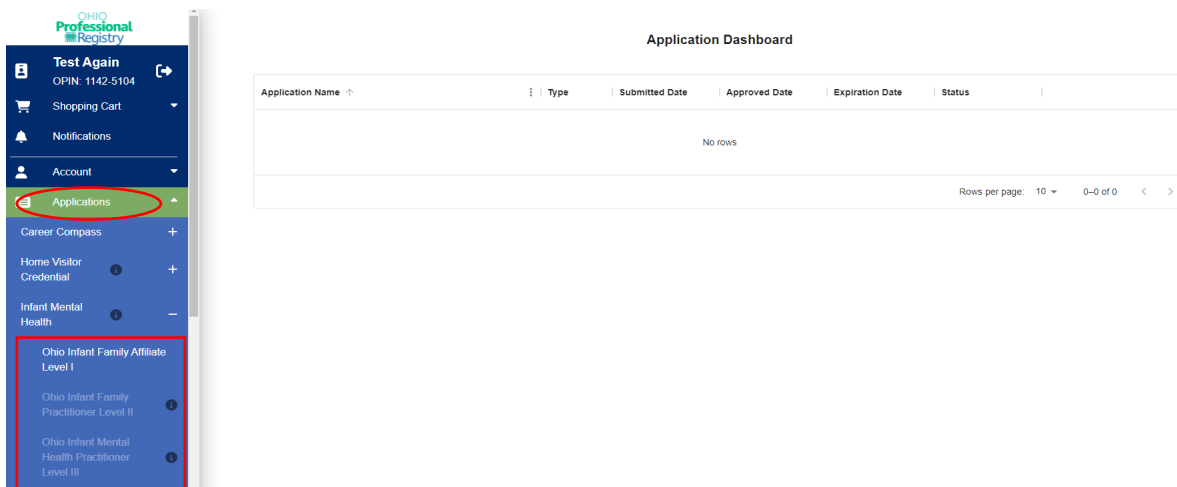 OHIO
Professional
Registry
Test Again
OPIN: 1142-5104
Shopping Cart
Notifications
Account
Applications
Career Compass
Home Visitor
Credential
Infant Mental
Health
Ohio Infant Family Affiliate
Level I
Ohio Infant Family
Practitioner Level II
Ohio Infant Mental
Health Practitioner
Level III
Application Dashboard
Application Name Type Submitted Date Approved Date Expiration Date Status
No rows
Rows per page: 10 0–0 of 0